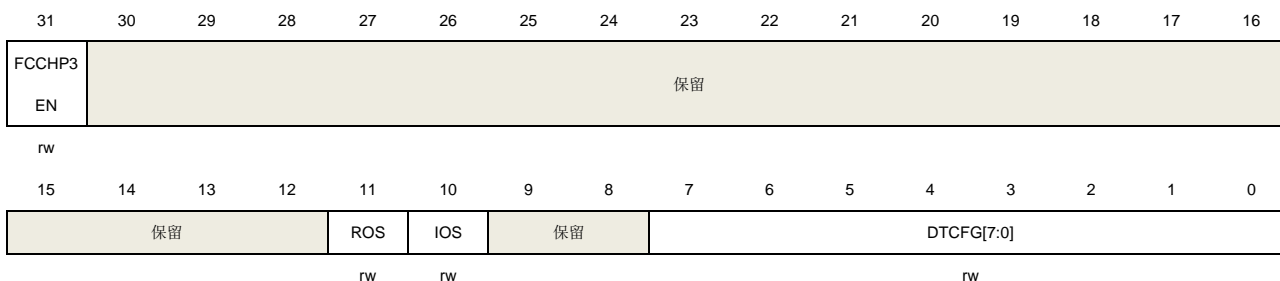 31 30 29 28 27 26 25 24 23 22 21 20 19 18 17 16
FCCHP3
EN
保留
rw
15 14 13 12 11 10 9 8 7 6 5 4 3 2 1 0
保留 ROS IOS 保留 DTCFG[7:0]
rw rw rw